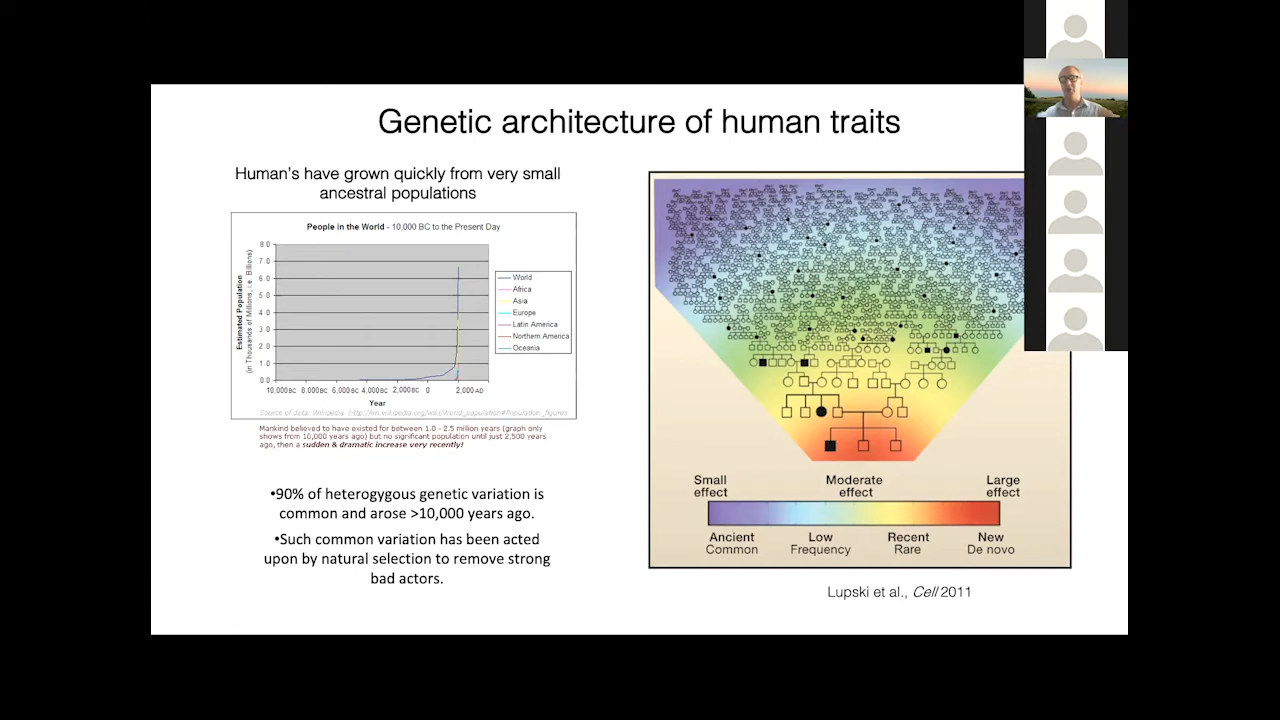 Genetic architecture of human traits
Human's have grown quickly from very small
ancestral populations
People in the World - 10,000 BC to the Present Day
Estimated Population
(in Thousands of Millions, i.e. Billions)
8.0
7.0
6.0
5.0
4.0
3.0
2.0
1.0
0.0
10,000BC 8,000BC 6,000BC 4,000BC 2,000BC 0 2,000AD
Year
World
Africa
Asia
Europe
Latin America
Northern America
Oceania
Source of data: Wikipedia http://en.wikipedia.org/wiki/World_population#Population_figures
Mankind believed to have existed for between 1.0 - 2.5 million years (graph only
shows from 10,000 years ago) but no significant population until just 2,500 years
ago, then a sudden & dramatic increase very recently!
•90% of heterogygous genetic variation is
common and arose >10,000 years ago.
•Such common variation has been acted
upon by natural selection to remove strong
bad actors.
Small
effect
Moderate
effect
Large
effect
Ancient
Common
Low
Frequency
Recent
Rare
New
De novo
Lupski et al., Cell 2011